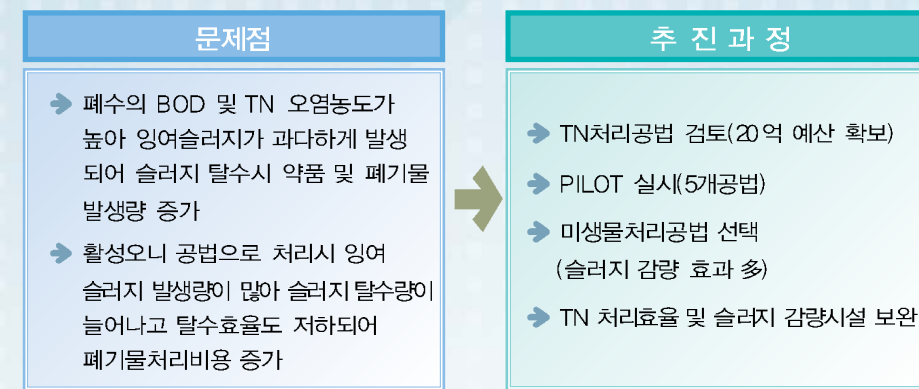 문제점
폐수의 BOD 및 TN 오염농도가
높아 잉여슬러지가 과다하게 발생
되어 슬러지 탈수시 약품 및 폐기물
발생량 증가
활성오니 공법으로 처리시 잉여
슬러지 발생량이 많아 슬러지 탈수량이
늘어나고 탈수효율도 저하되어
폐기물처리비용 증가
추 진 과 정
TN처리공법 검토(20억 예산 확보)
PILOT 실시(5개공법)
미생물처리공법 선택
(슬러지 감량 효과 多)
TN 처리효율 및 슬러지 감량시설 보완